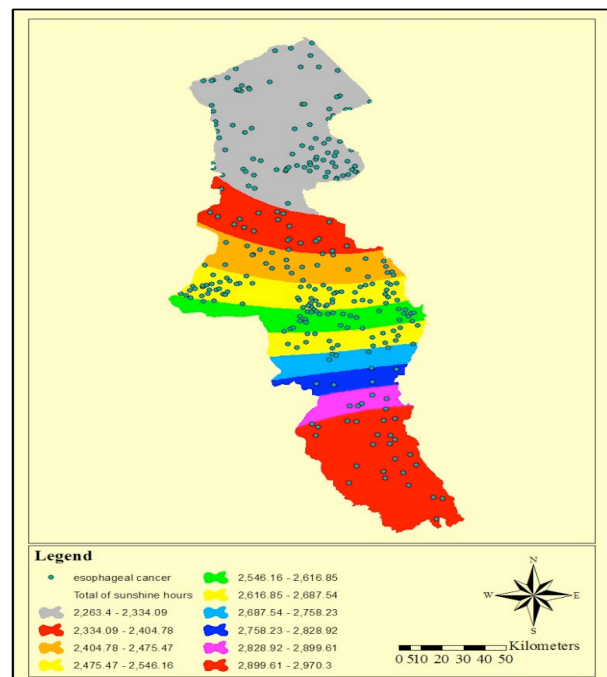 Legend
esophageal cancer
Total of sunshine hours
2,263.4 - 2,334.09
2,334.09 - 2,404.78
2,404.78 - 2,475.47
2,475.47 - 2,546.16
2,546.16 - 2,616.85
2,616.85 - 2,687.54
2,687.54 - 2,758.23
2,758.23 - 2,828.92
2,828.92 - 2,899.61
2,899.61 - 2,970.3
N
W E
S
Kilometers
0 510 20 30 40 50